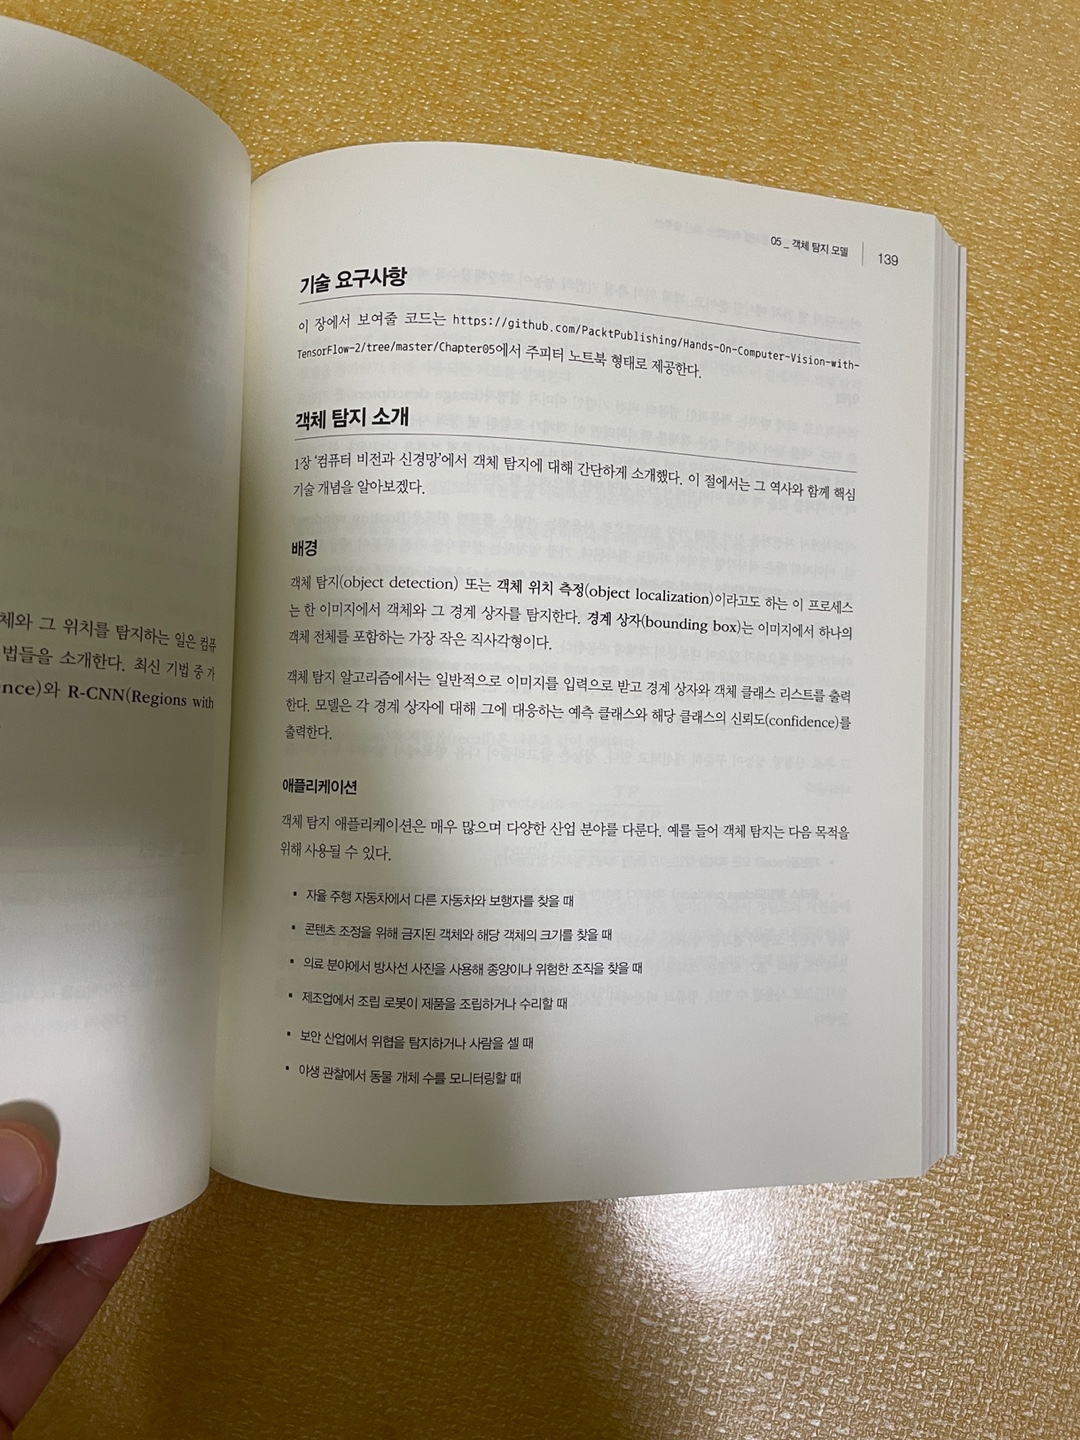 체와 그 위치를 탐지하는 일은 컴퓨
법들을 소개한다. 최신 기법 중 가
ence)와 R-CNN(Regions with
05 _ 객체 탐지 모델
139
기술 요구사항
이 장에서 보여줄 코드는 https://github.com/PacktPublishing/Hands-On-Computer-Vision-with-
TensorFlow-2/tree/master/Chapter05에서 주피터 노트북 형태로 제공한다.
객체 탐지 소개
1장 ‘컴퓨터 비전과 신경망’에서 객체 탐지에 대해 간단하게 소개했다. 이 절에서는 그 역사와 함께 핵심
기술 개념을 알아보겠다.
배경
객체 탐지(object detection) 또는 객체 위치 측정(object localization)이라고도 하는 이 프로세스
는 한 이미지에서 객체와 그 경계 상자를 탐지한다. 경계 상자(bounding box)는 이미지에서 하나의
객체 전체를 포함하는 가장 작은 직사각형이다.
객체 탐지 알고리즘에서는 일반적으로 이미지를 입력으로 받고 경계 상자와 객체 클래스 리스트를 출력
한다. 모델은 각 경계 상자에 대해 그에 대응하는 예측 클래스와 해당 클래스의 신뢰도(confidence)를
출력한다.
애플리케이션
객체 탐지 애플리케이션은 매우 많으며 다양한 산업 분야를 다룬다. 예를 들어 객체 탐지는 다음 목적을
위해 사용될 수 있다.
▪ 자율 주행 자동차에서 다른 자동차와 보행자를 찾을 때
▪ 콘텐츠 조정을 위해 금지된 객체와 해당 객체의 크기를 찾을 때
▪ 의료 분야에서 방사선 사진을 사용해 종양이나 위험한 조직을 찾을 때
▪ 제조업에서 조립 로봇이 제품을 조립하거나 수리할 때
▪ 보안 산업에서 위협을 탐지하거나 사람을 셀 때
▪ 야생 관찰에서 동물 개체 수를 모니터링할 때